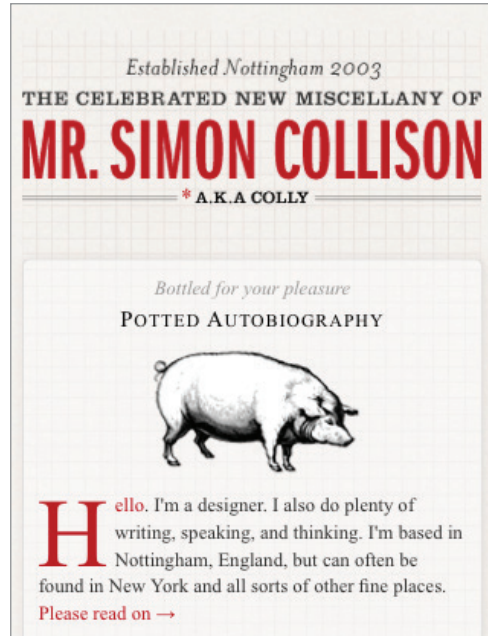 Established Nottingham 2003
THE CELEBRATED NEW MISCELLANY OF
MR. SIMON COLLISON
* A.K.A COLLY
Bottled for your pleasure
POTTED AUTOBIOGRAPHY
Hello. I'm a designer. I also do plenty of
writing, speaking, and thinking. I'm based in
Nottingham, England, but can often be
found in New York and all sorts of other fine places.
Please read on →